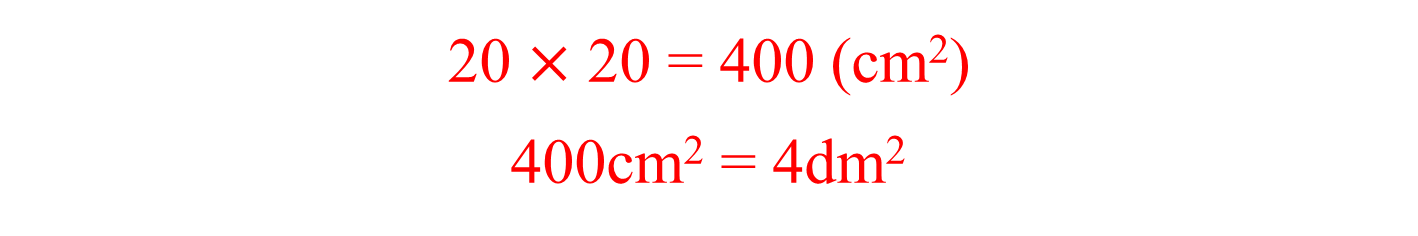 20 × 20 = 400 (cm²)
400cm² = 4dm²